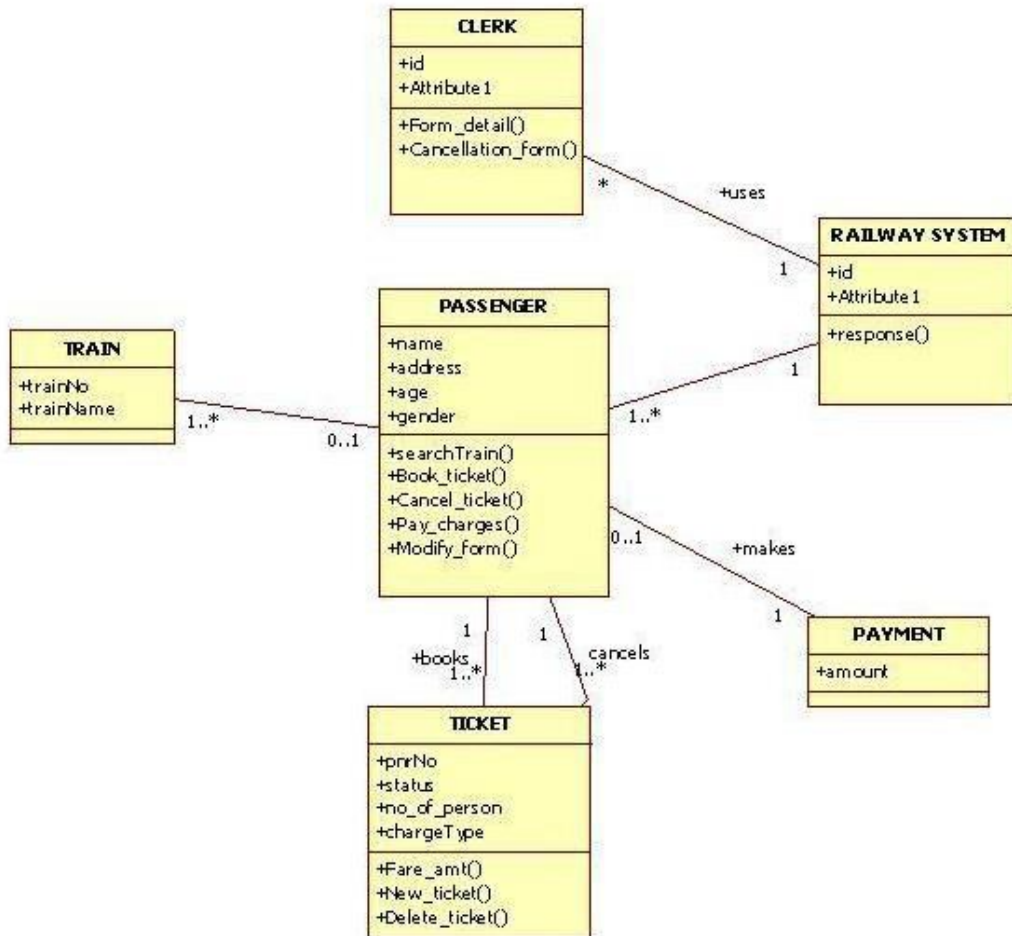 CLERK
+id
+Attribute1
+Form_detail()
+Cancellation_form()
*
+uses
1
RAILWAY SYSTEM
+id
+Attribute1
+response()
1
1..*
PASSENGER
+name
+address
+age
+gender
+searchTrain()
+Book_ticket()
+Cancel_ticket()
+Pay_charges()
+Modify_form()
TRAIN
+trainNo
+trainName
1..*
0..1
0..1
+makes
1
PAYMENT
+amount
1
+books
1..*
1
cancels
1..*
TICKET
+pnrNo
+status
+no_of_person
+chargeType
+Fare_amt()
+New_ticket()
+Delete_ticket()